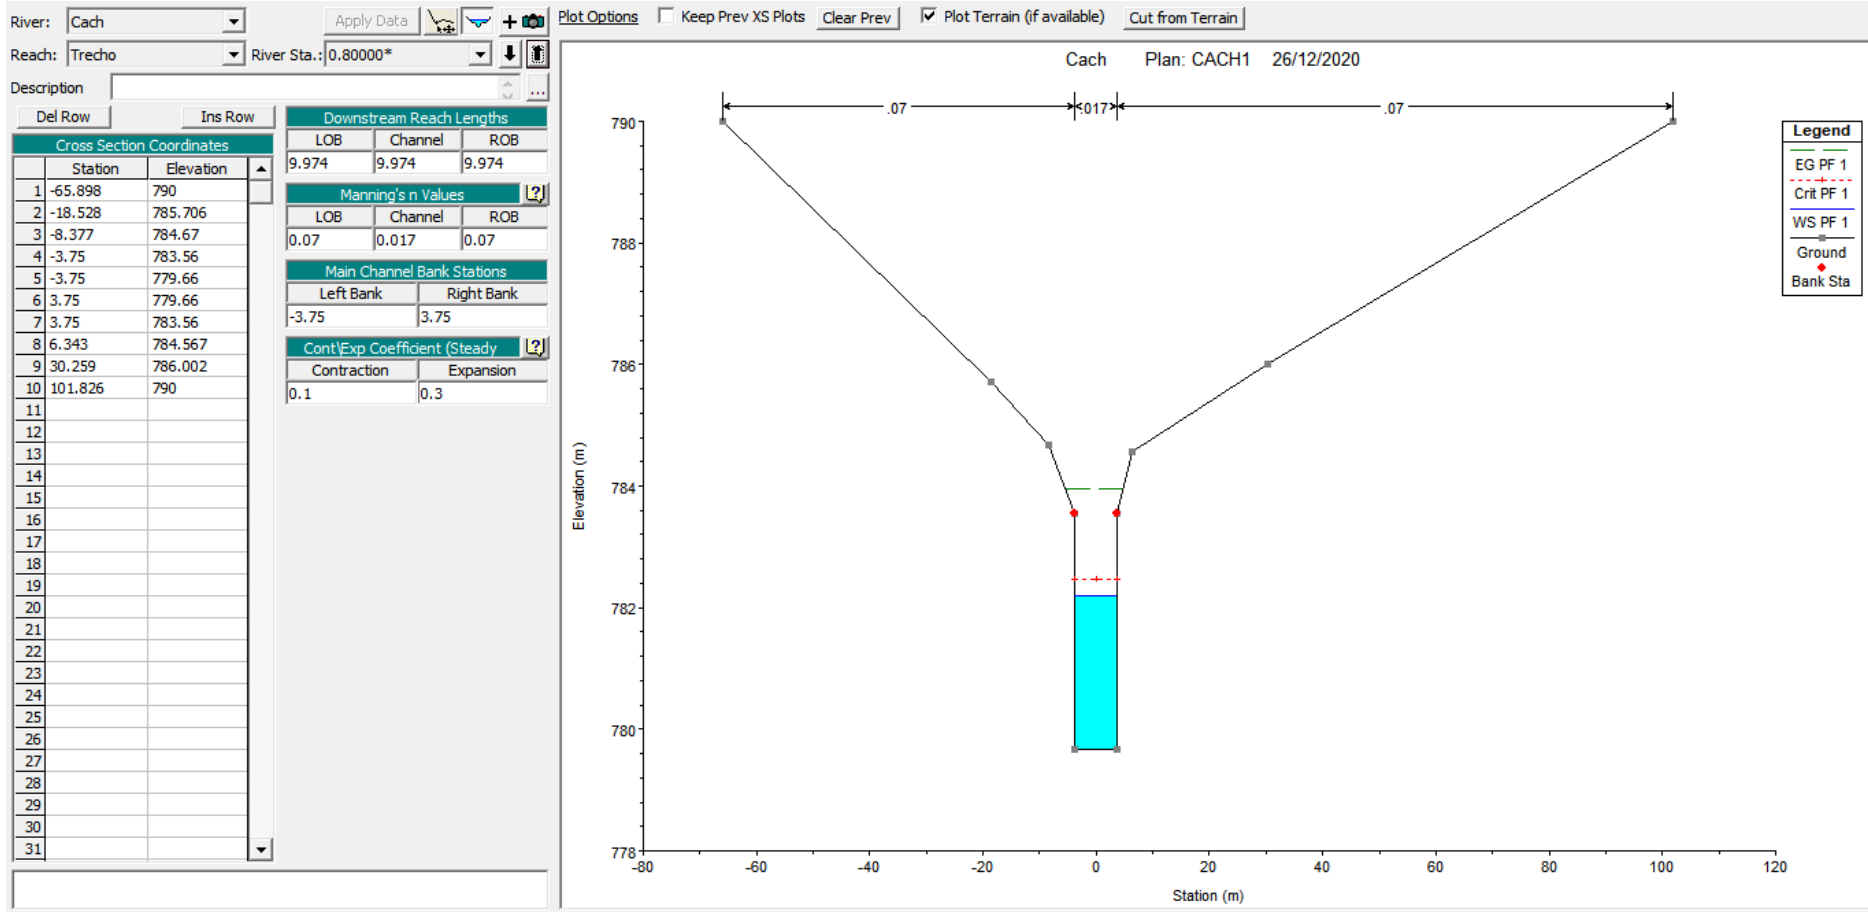 River: Cach Apply Data
Reach: Trecho River Sta.: 0.80000*
Description ...
Del Row Ins Row
Cross Section Coordinates
Station Elevation
1 -65.898 790
2 -18.528 785.706
3 -8.377 784.67
4 -3.75 783.56
5 -3.75 779.66
6 3.75 779.66
7 3.75 783.56
8 6.343 784.567
9 30.259 786.002
10 101.826 790
11
12
13
14
15
16
17
18
19
20
21
22
23
24
25
26
27
28
29
30
31
Downstream Reach Lengths
LOB Channel ROB
9.974 9.974 9.974
Manning's n Values
LOB Channel ROB
0.07 0.017 0.07
Main Channel Bank Stations
Left Bank Right Bank
-3.75 3.75
Cont\Exp Coefficient (Steady
Contraction Expansion
0.1 0.3
Plot Options Keep Prev XS Plots Clear Prev Plot Terrain (if available) Cut from Terrain
Cach Plan: CACH1 26/12/2020
.07 .017 .07
790
788
786
784
782
780
778
Elevation (m)
-80 -60 -40 -20 0 20 40 60 80 100 120
Station (m)
Legend
EG PF 1
Crit PF 1
WS PF 1
Ground
Bank Sta